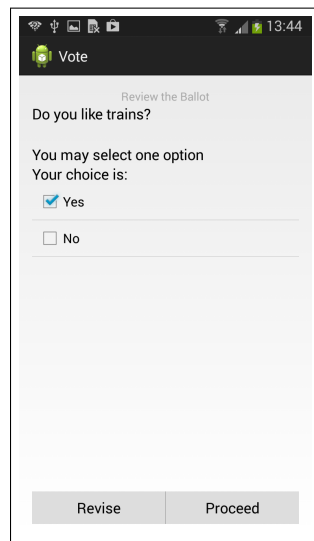 13:44
Vote
Review the Ballot
Do you like trains?
You may select one option
Your choice is:
Yes
No
Revise Proceed